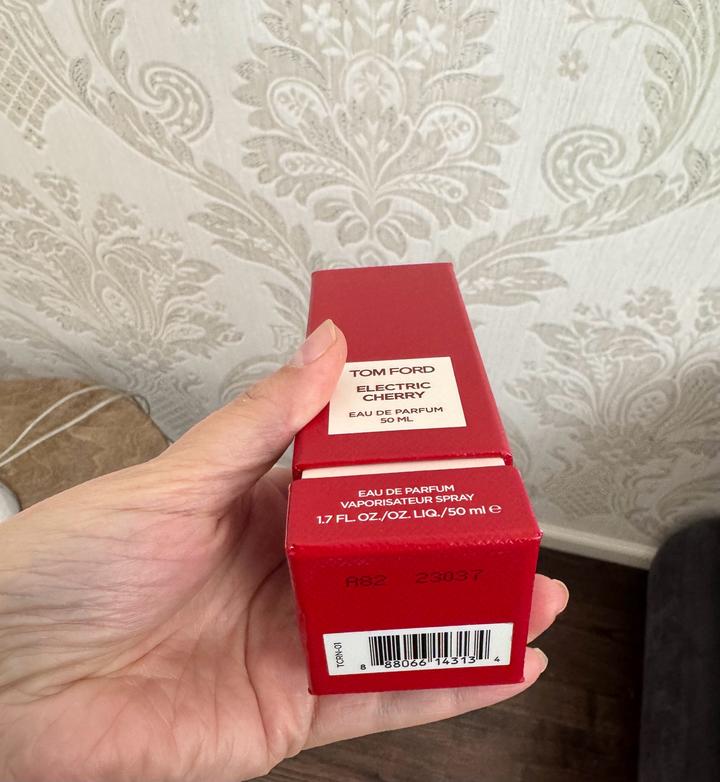 TOM FORD
ELECTRIC
CHERRY
EAU DE PARFUM
50 ML
EAU DE PARFUM
VAPORISATEUR SPRAY
1.7 FL. OZ./OZ. LIQ./50 ml ℮
A82 23037
TCRN-01
8 88066 14313 4